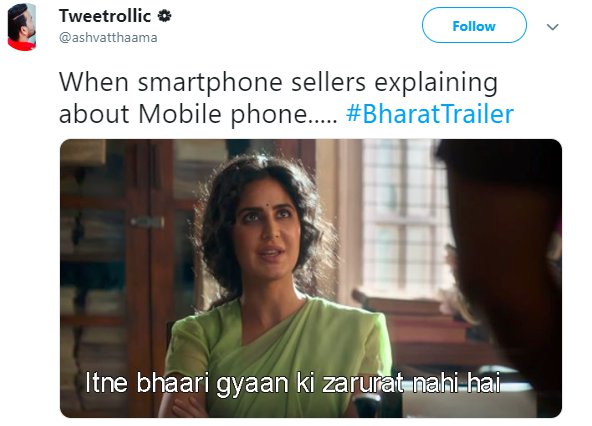 Tweetrollic
@ashvatthaama
Follow
When smartphone sellers explaining
about Mobile phone..... #BharatTrailer
Itne bhaari gyaan ki zarurat nahi hai